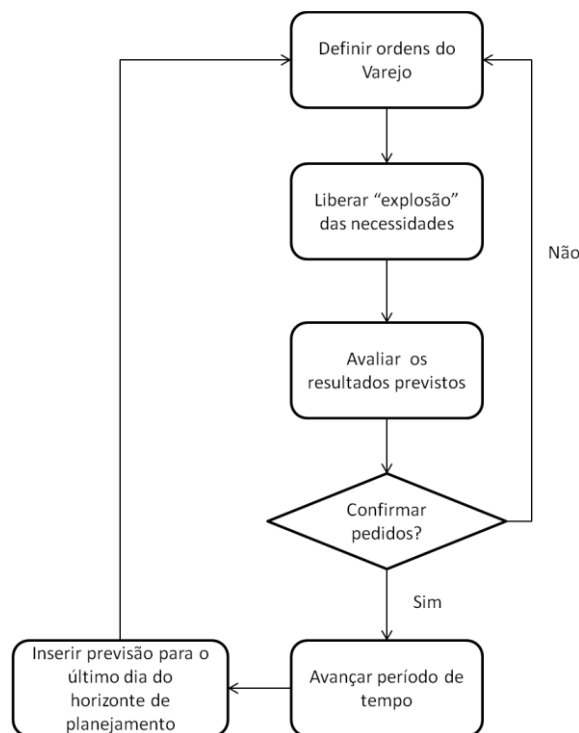 Definir ordens do
Varejo
Liberar “explosão”
das necessidades
Não
Avaliar os
resultados previstos
Confirmar
pedidos?
Sim
Inserir previsão para o
último dia do
horizonte de
planejamento
Avançar período de
tempo